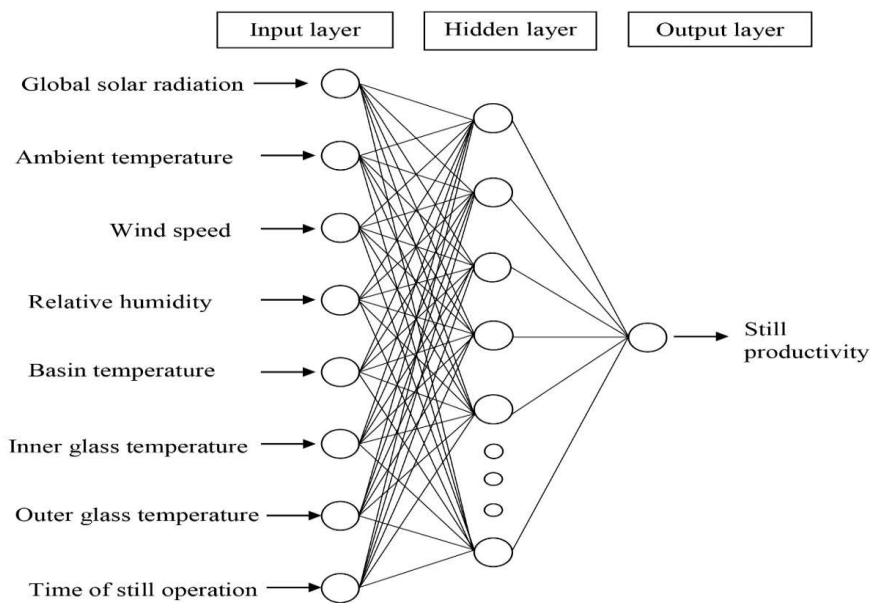 Input layer
Hidden layer
Output layer
Global solar radiation
Ambient temperature
Wind speed
Relative humidity
Basin temperature
Inner glass temperature
Outer glass temperature
Time of still operation
Still
productivity